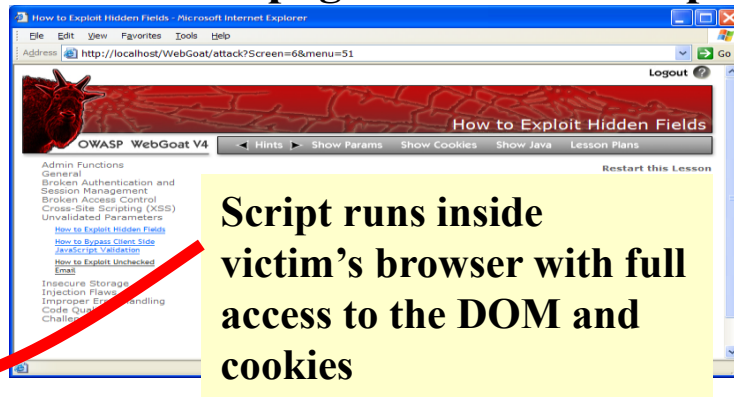 How to Exploit Hidden Fields - Microsoft Internet Explorer
File Edit View Favorites Tools Help
Address http://localhost/WebGoat/attack?Screen=6&menu=51 Go
Logout ?
How to Exploit Hidden Fields
OWASP WebGoat V4 Hints Show Params Show Cookies Show Java Lesson Plans
Restart this Lesson
Admin Functions
General
Broken Authentication and
Session Management
Broken Access Control
Cross-Site Scripting (XSS)
Unvalidated Parameters
How to Exploit Hidden Fields
How to Bypass Client Side
JavaScript Validation
How to Exploit Unchecked
Email
Insecure Storage
Injection Flaws
Improper Handling
Code
Script runs inside
victim’s browser with full
access to the DOM and
cookies